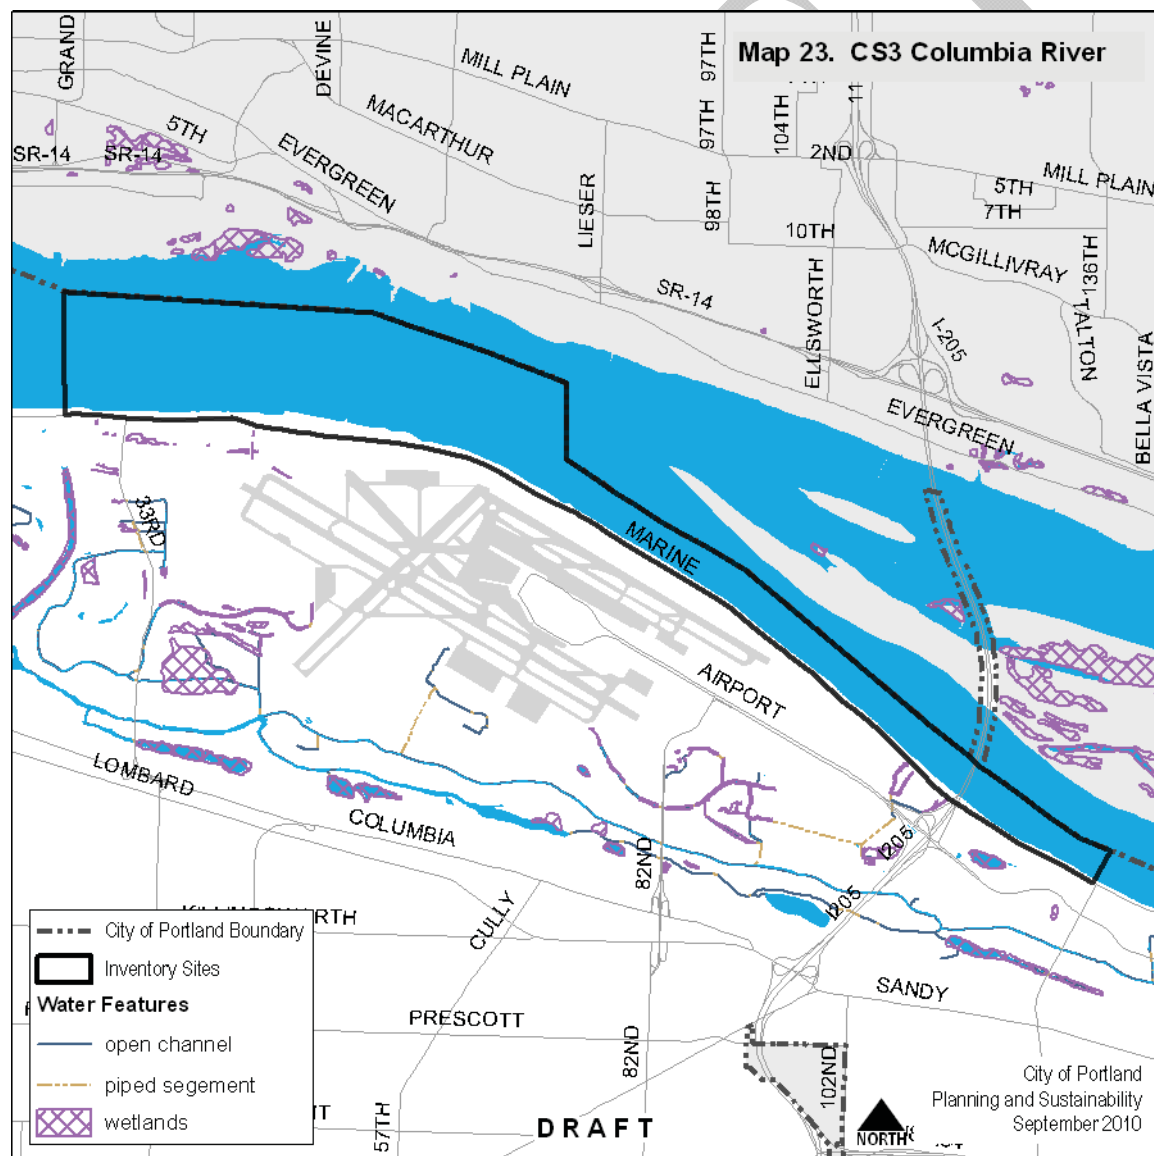 Map 23. CS3 Columbia River
GRAND
DEVINE
MILL PLAIN
97TH
97TH
104TH
11
MACARTHUR
5TH
EVERGREEN
SR-14
SR-14
2ND
MILL PLAIN
5TH
7TH
LIESER
98TH
10TH
MCGILLIVRAY
136TH
SR-14
ELLSWORTH
I-205
TALTON
BELLA VISTA
EVERGREEN
33RD
MARINE
AIRPORT
LOMBARD
COLUMBIA
82ND
I205
I205
CULLY
SANDY
PRESCOTT
82ND
102ND
57TH
City of Portland Boundary
Inventory Sites
Water Features
open channel
piped segement
wetlands
DRAFT
NORTH
City of Portland
Planning and Sustainability
September 2010